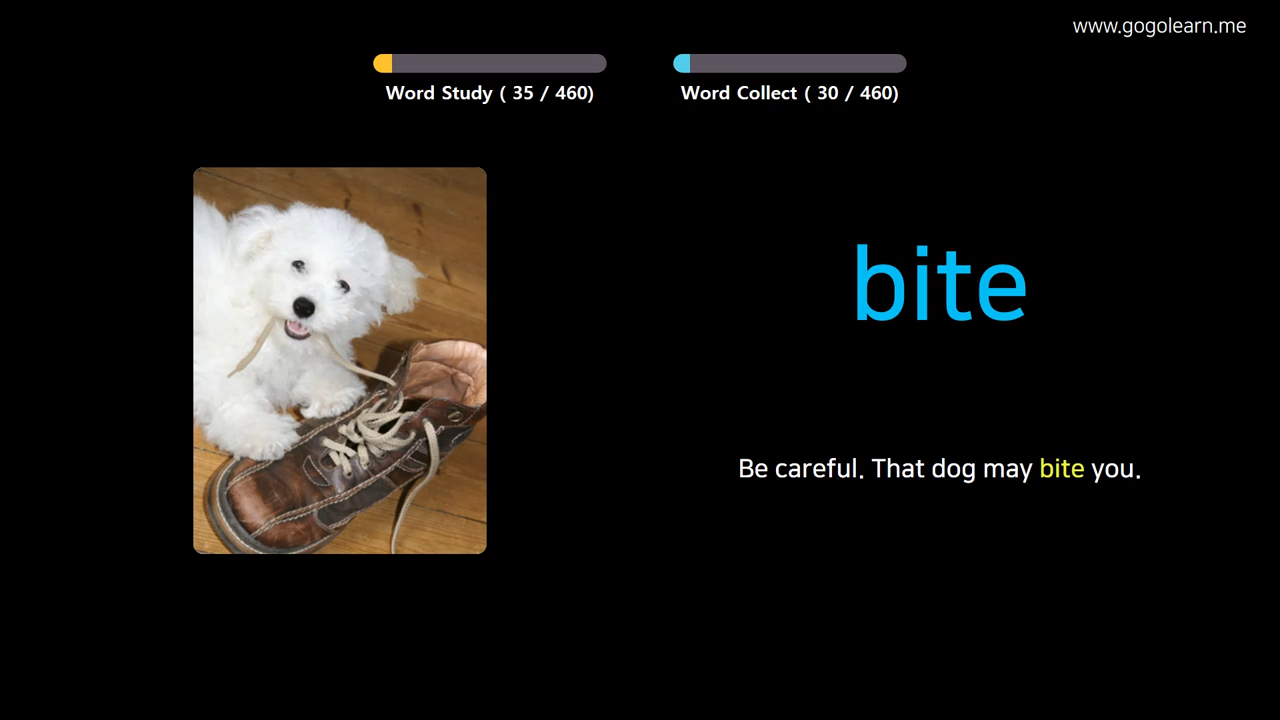 www.gogolearn.me
Word Study ( 35 / 460)
Word Collect ( 30 / 460)
bite
Be careful. That dog may bite you.